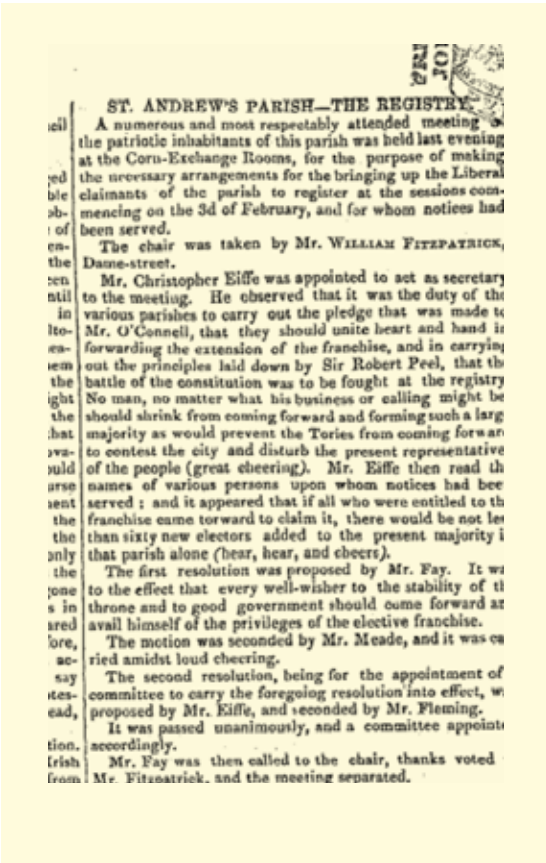 PRI
JOU
ST. ANDREW'S PARISH—THE REGISTRY.
A numerous and most respectably attended meeting o
the patriotic inhabitants of this parish was held last evening
at the Corn-Exchange Rooms, for the purpose of making
the necessary arrangements for the bringing up the Liberal
claimants of the parish to register at the sessions com-
mencing on the 3d of February, and for whom notices had
been served.
The chair was taken by Mr. WILLIAM FITZPATRICK,
Dame-street.
Mr. Christopher Eiffe was appointed to act as secretary
to the meeting. He observed that it was the duty of the
various parishes to carry out the pledge that was made to
Mr. O'Connell, that they should unite heart and hand in
forwarding the extension of the franchise, and in carrying
out the principles laid down by Sir Robert Peel, that the
battle of the constitution was to be fought at the registry
No man, no matter what his business or calling might be
should shrink from coming forward and forming such a larg
majority as would prevent the Tories from coming forwar
to contest the city and disturb the present representative
of the people (great cheering). Mr. Eiffe then read th
names of various persons upon whom notices had bee
served ; and it appeared that if all who were entitled to th
franchise came torward to claim it, there would be not les
than sixty new electors added to the present majority i
that parish alone (hear, hear, and cheers).
The first resolution was proposed by Mr. Fay. It wa
to the effect that every well-wisher to the stability of th
throne and to good government should come forward an
avail himself of the privileges of the elective franchise.
The motion was seconded by Mr. Meade, and it was ca
ried amidst loud cheering.
The second resolution, being for the appointment of
committee to carry the foregoing resolution into effect, w
proposed by Mr. Eiffe, and seconded by Mr. Fleming.
It was passed unanimously, and a committee appointe
accordingly.
Mr. Fay was then called to the chair, thanks voted
Mr. Fitzpatrick, and the meeting separated.